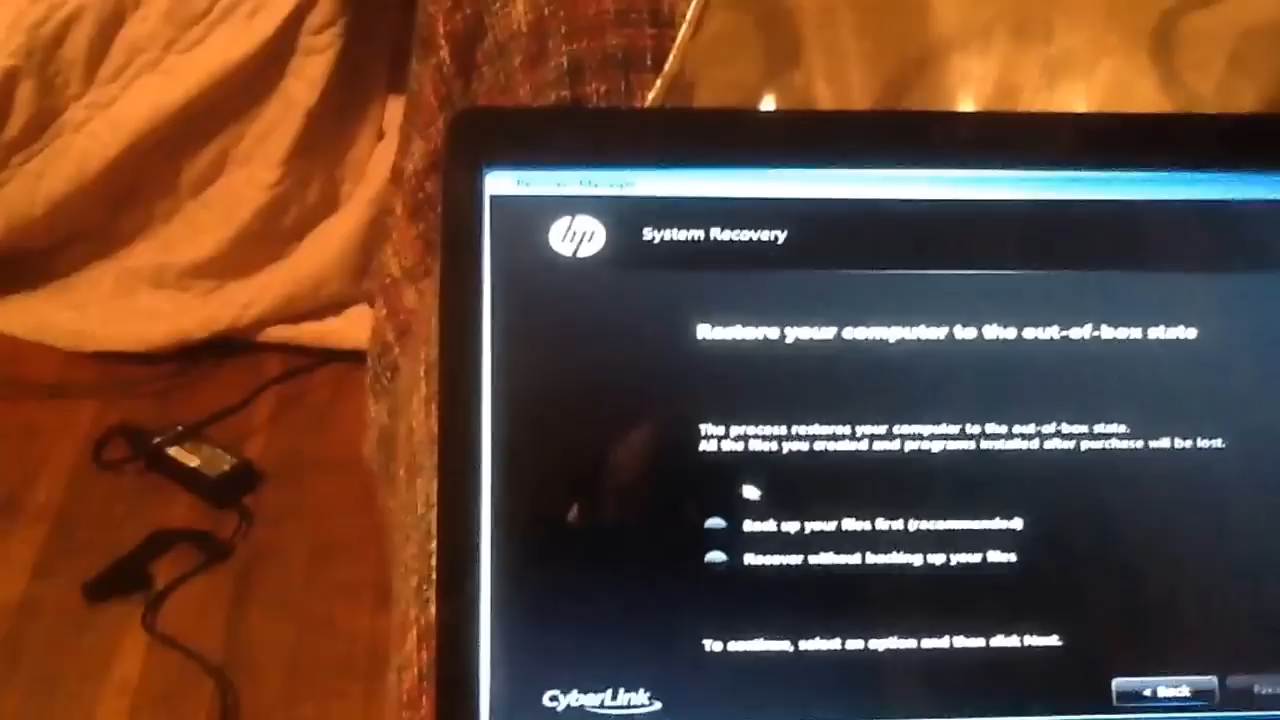 Recovery Manager
hp
System Recovery
Restore your computer to the out-of-box state
The process restores your computer to the out-of-box state.
All the files you created and programs installed after purchase will be lost.
Back up your files first (recommended)
Recover without backing up your files
To continue, select an option and then click Next.
CyberLink
< Back